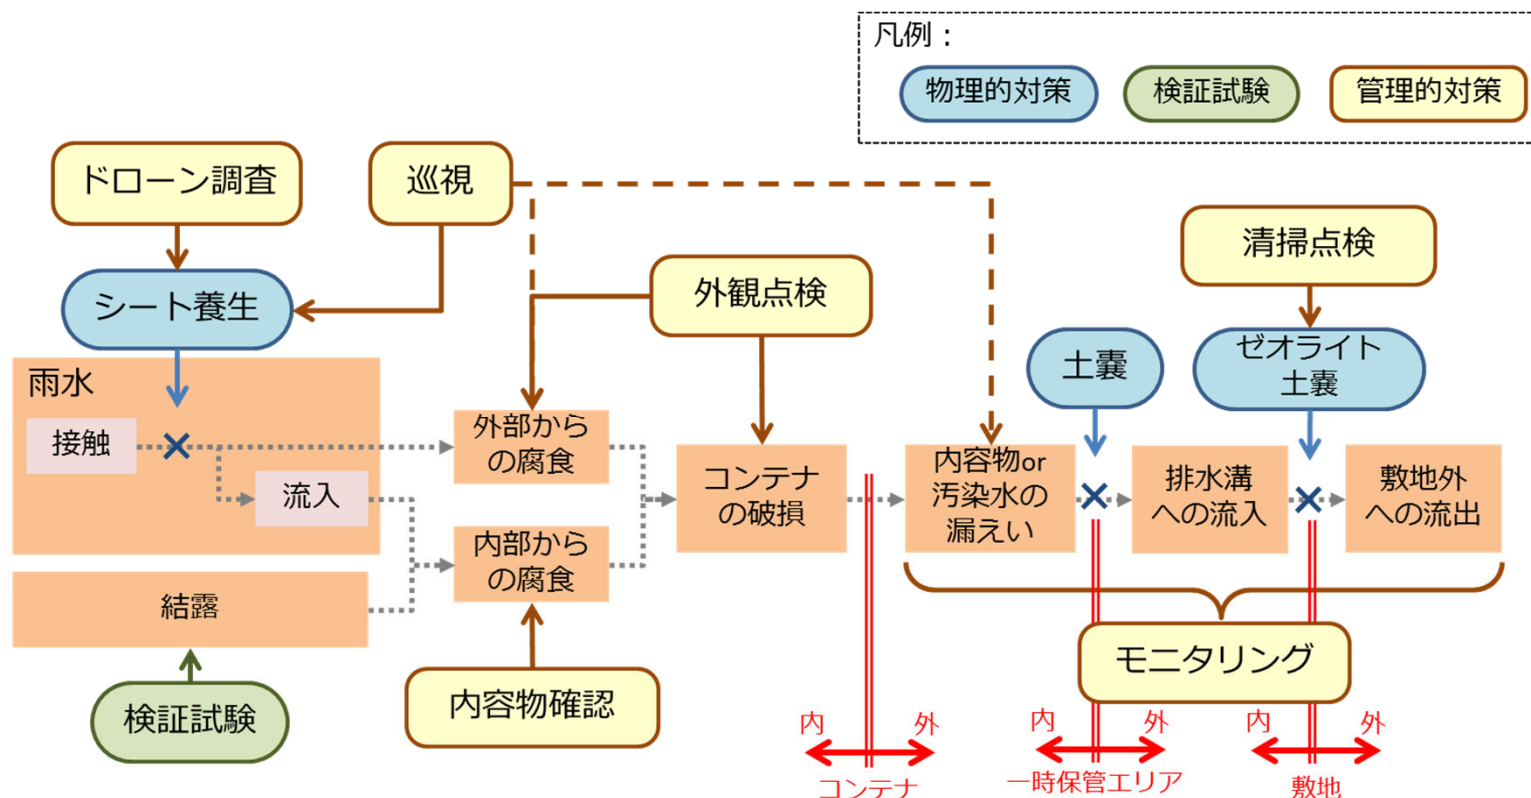 凡例：
物理的対策
検証試験
管理的対策
ドローン調査
巡視
シート養生
外観点検
清掃点検
土嚢
ゼオライト
土嚢
雨水
接触
流入
外部から
の腐食
コンテナ
の破損
内容物or
汚染水の
漏えい
排水溝
への流入
敷地外
への流出
内部から
の腐食
結露
検証試験
内容物確認
モニタリング
内
外
コンテナ
内
外
一時保管エリア
内
外
敷地